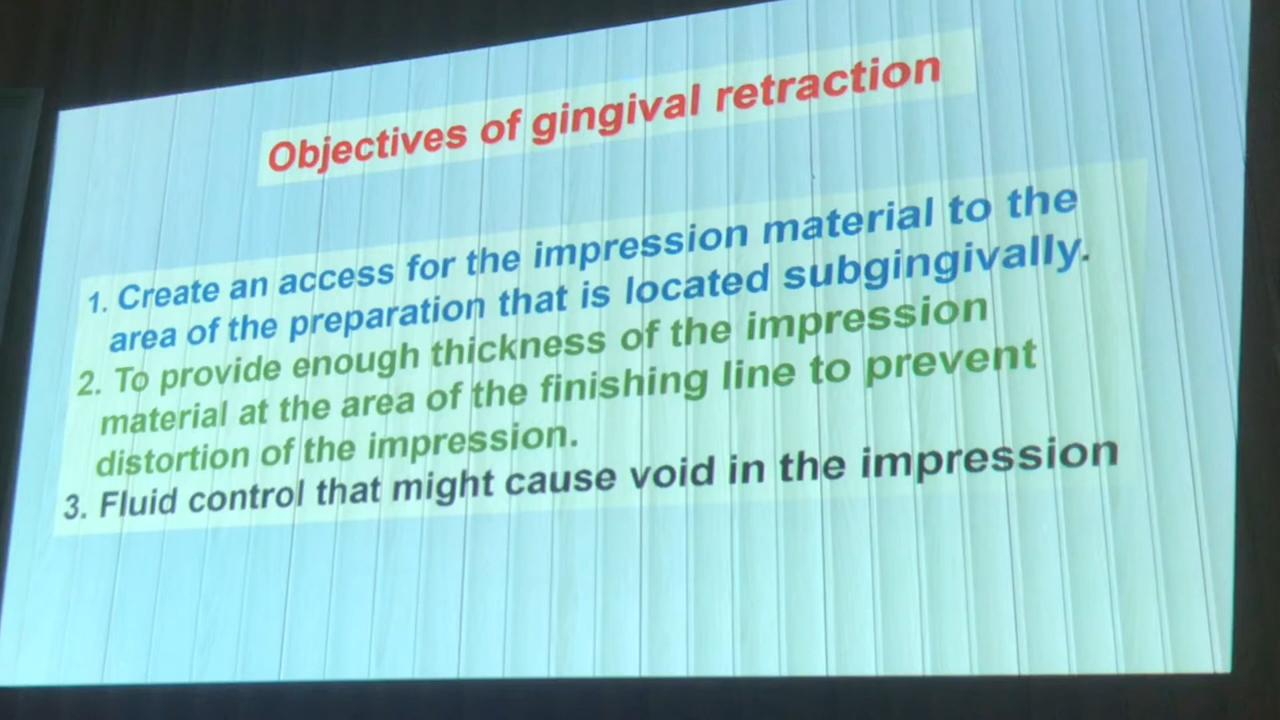 Objectives of gingival retraction
1. Create an access for the impression material to the
area of the preparation that is located subgingivally.
2. To provide enough thickness of the impression
material at the area of the finishing line to prevent
distortion of the impression.
3. Fluid control that might cause void in the impression